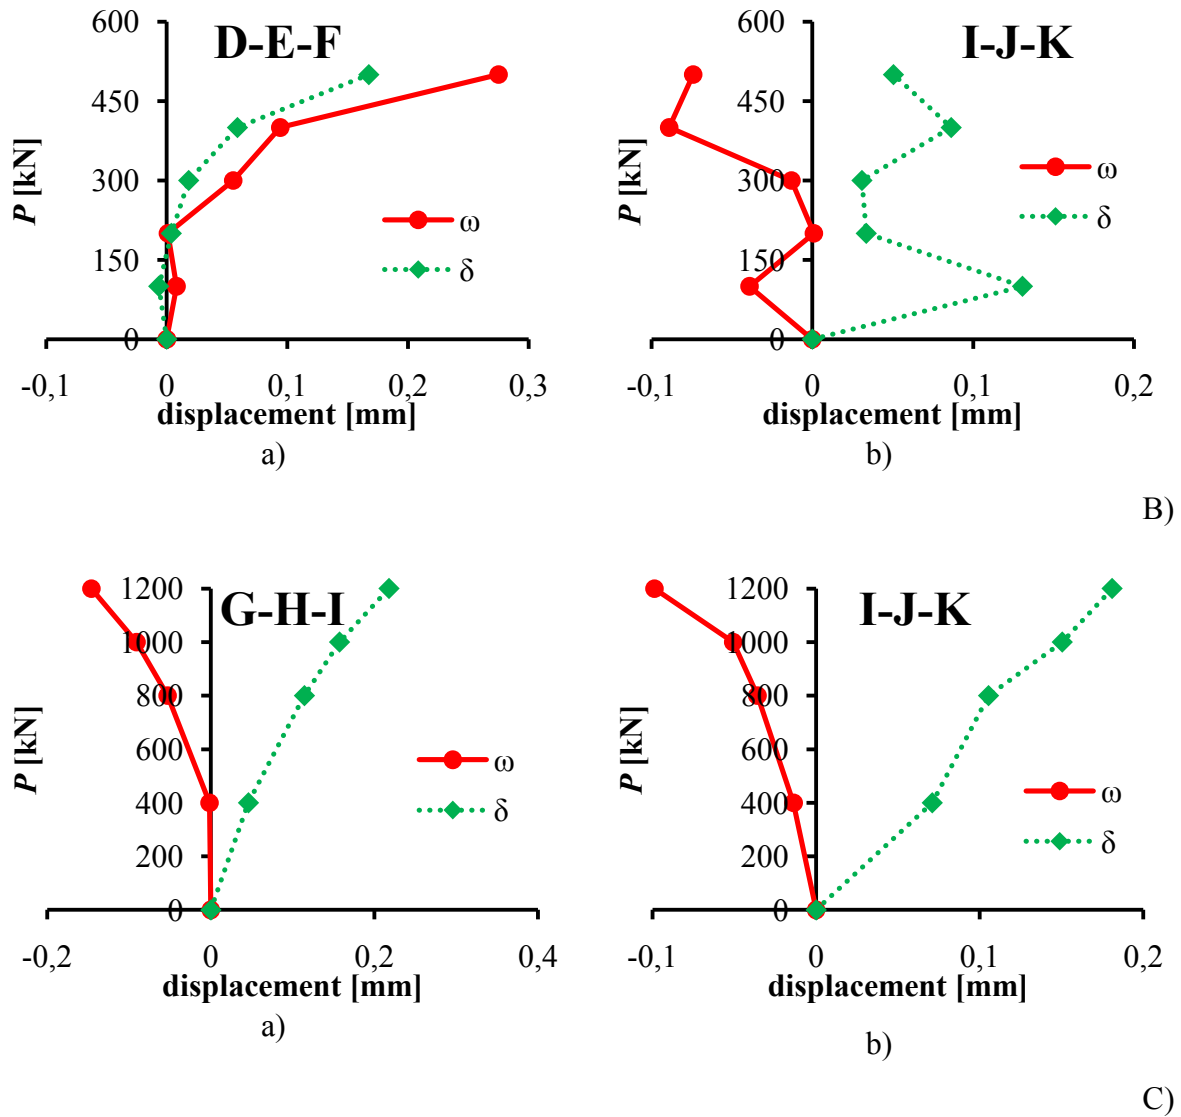 D-E-F
600
450
300
150
0
P [kN]
ω
δ
-0,1
0
0,1
0,2
0,3
displacement [mm]
a)
I-J-K
600
450
300
150
0
P [kN]
ω
δ
-0,1
0
0,1
0,2
displacement [mm]
b)
B)
G-H-I
1200
1000
800
600
400
200
0
P [kN]
ω
δ
-0,2
0
0,2
0,4
displacement [mm]
a)
I-J-K
1200
1000
800
600
400
200
0
P [kN]
ω
δ
-0,1
0
0,1
0,2
displacement [mm]
b)
C)